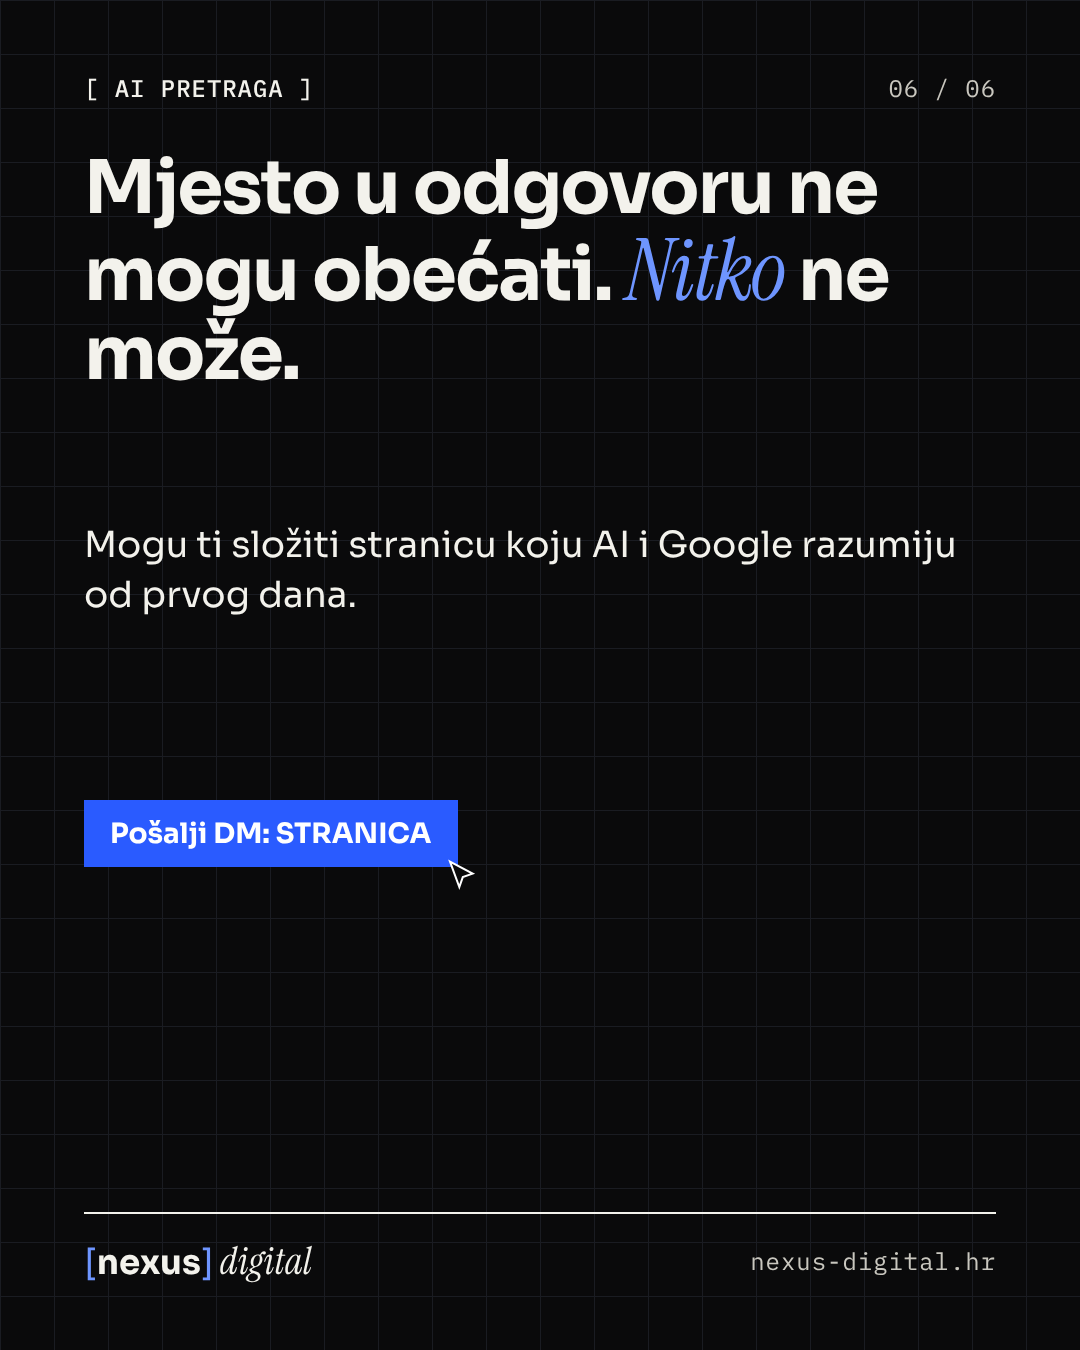 [ AI PRETRAGA ]
06 / 06
Mjesto u odgovoru ne
mogu obećati. Nitko ne
može.
Mogu ti složiti stranicu koju AI i Google razumiju
od prvog dana.
Pošalji DM: STRANICA
[nexus] digital
nexus-digital.hr